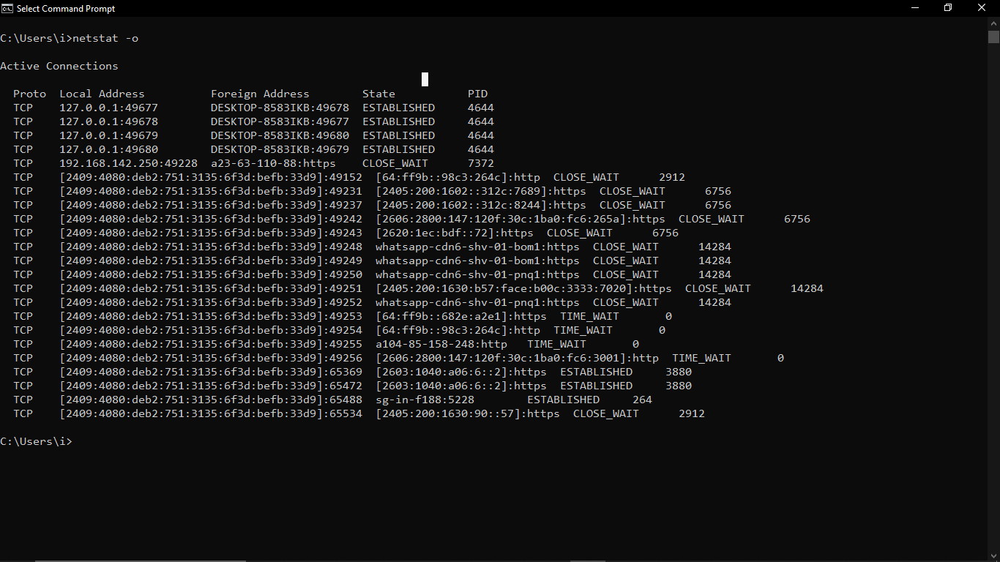 Select Command Prompt
C:\Users\i>netstat -o
Active Connections
Proto  Local Address          Foreign Address        State           PID
TCP    127.0.0.1:49677        DESKTOP-8583IKB:49678  ESTABLISHED     4644
TCP    127.0.0.1:49678        DESKTOP-8583IKB:49677  ESTABLISHED     4644
TCP    127.0.0.1:49679        DESKTOP-8583IKB:49680  ESTABLISHED     4644
TCP    127.0.0.1:49680        DESKTOP-8583IKB:49679  ESTABLISHED     4644
TCP    192.168.142.250:49228  a23-63-110-88:https    CLOSE_WAIT      7372
TCP    [2409:4080:deb2:751:3135:6f3d:befb:33d9]:49152  [64:ff9b::98c3:264c]:http  CLOSE_WAIT      2912
TCP    [2409:4080:deb2:751:3135:6f3d:befb:33d9]:49231  [2405:200:1602::312c:7689]:https  CLOSE_WAIT      6756
TCP    [2409:4080:deb2:751:3135:6f3d:befb:33d9]:49237  [2405:200:1602::312c:8244]:https  CLOSE_WAIT      6756
TCP    [2409:4080:deb2:751:3135:6f3d:befb:33d9]:49242  [2606:2800:147:120f:30c:1ba0:fc6:265a]:https  CLOSE_WAIT      6756
TCP    [2409:4080:deb2:751:3135:6f3d:befb:33d9]:49243  [2620:1ec:bdf::72]:https  CLOSE_WAIT      6756
TCP    [2409:4080:deb2:751:3135:6f3d:befb:33d9]:49248  whatsapp-cdn6-shv-01-bom1:https  CLOSE_WAIT      14284
TCP    [2409:4080:deb2:751:3135:6f3d:befb:33d9]:49249  whatsapp-cdn6-shv-01-bom1:https  CLOSE_WAIT      14284
TCP    [2409:4080:deb2:751:3135:6f3d:befb:33d9]:49250  whatsapp-cdn6-shv-01-pnq1:https  CLOSE_WAIT      14284
TCP    [2409:4080:deb2:751:3135:6f3d:befb:33d9]:49251  [2405:200:1630:b57:face:b00c:3333:7020]:https  CLOSE_WAIT      14284
TCP    [2409:4080:deb2:751:3135:6f3d:befb:33d9]:49252  whatsapp-cdn6-shv-01-pnq1:https  CLOSE_WAIT      14284
TCP    [2409:4080:deb2:751:3135:6f3d:befb:33d9]:49253  [64:ff9b::682e:a2e1]:https  TIME_WAIT       0
TCP    [2409:4080:deb2:751:3135:6f3d:befb:33d9]:49254  [64:ff9b::98c3:264c]:http  TIME_WAIT       0
TCP    [2409:4080:deb2:751:3135:6f3d:befb:33d9]:49255  a104-85-158-248:http   TIME_WAIT       0
TCP    [2409:4080:deb2:751:3135:6f3d:befb:33d9]:49256  [2606:2800:147:120f:30c:1ba0:fc6:3001]:http  TIME_WAIT       0
TCP    [2409:4080:deb2:751:3135:6f3d:befb:33d9]:65369  [2603:1040:a06:6::2]:https  ESTABLISHED     3880
TCP    [2409:4080:deb2:751:3135:6f3d:befb:33d9]:65472  [2603:1040:a06:6::2]:https  ESTABLISHED     3880
TCP    [2409:4080:deb2:751:3135:6f3d:befb:33d9]:65488  sg-in-f188:5228        ESTABLISHED     264
TCP    [2409:4080:deb2:751:3135:6f3d:befb:33d9]:65534  [2405:200:1630:90::57]:https  CLOSE_WAIT      2912
C:\Users\i>